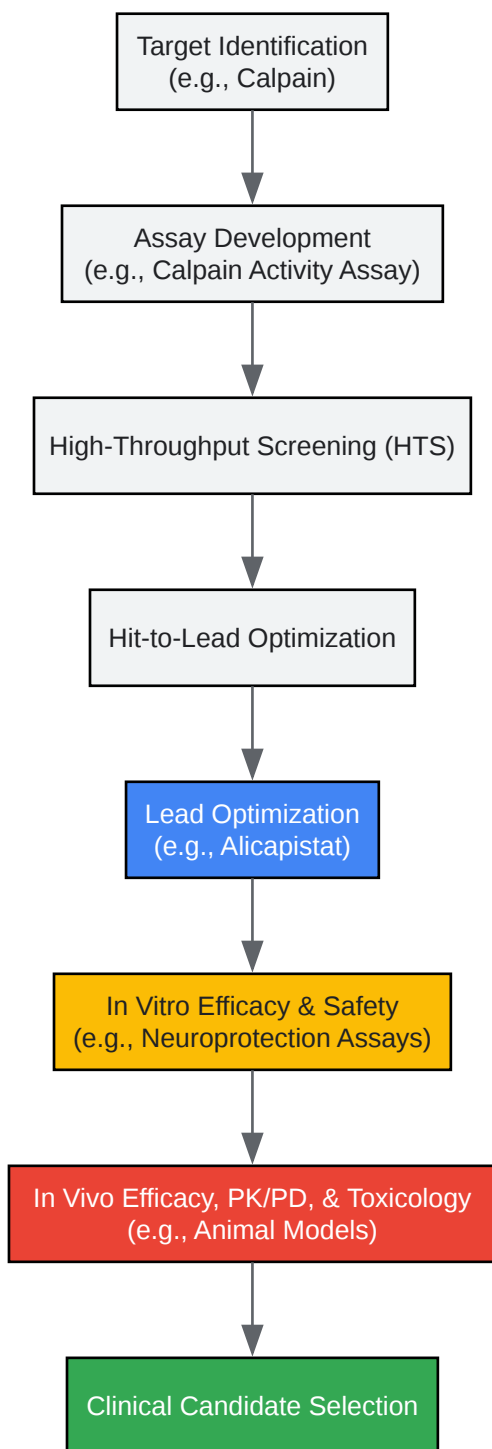 Target Identification
(e.g., Calpain)
Assay Development
(e.g., Calpain Activity Assay)
High-Throughput Screening (HTS)
Hit-to-Lead Optimization
Lead Optimization
(e.g., Alicapistat)
In Vitro Efficacy & Safety
(e.g., Neuroprotection Assays)
In Vivo Efficacy, PK/PD, & Toxicology
(e.g., Animal Models)
Clinical Candidate Selection